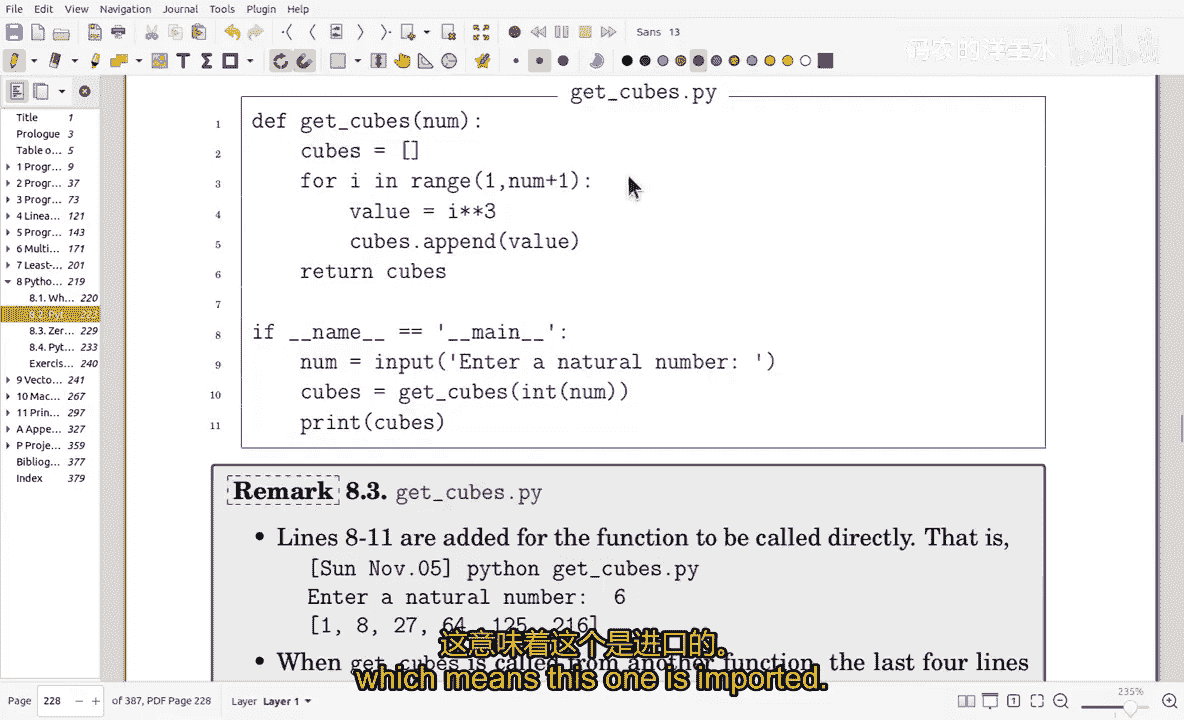 File Edit View Navigation Journal Tools Plugin Help
Sans 13
Title 1
Prologue 3
Table o... 5
1 Progr... 9
2 Progr... 37
3 Progr... 73
4 Linea... 121
5 Progr... 143
6 Multi... 171
7 Least-... 201
8 Pytho... 219
8.1. Wh... 220
8.3. Zer... 229
8.4. Pyt... 233
Exercis... 240
9 Vecto... 241
10 Mac... 267
11 Prin... 297
A Appe... 327
P Proje... 359
Bibliog... 377
Index 379
get_cubes.py
1 def get_cubes(num):
2 cubes = []
3 for i in range(1,num+1):
4 value = i**3
5 cubes.append(value)
6 return cubes
7
8 if __name__ == '__main__':
9 num = input('Enter a natural number: ')
10 cubes = get_cubes(int(num))
11 print(cubes)
Remark 8.3. get_cubes.py
• Lines 8-11 are added for the function to be called directly. That is,
[Sun Nov.05] python get_cubes.py
Enter a natural number: 6
[1, 8, 27, 64, 125, 216]
• When get_cubes is called from another function, the last four lines
这意味着这个是进口的。
which means this one is imported.
Page 228 of 387, PDF Page 228 Layer Layer 1 235%